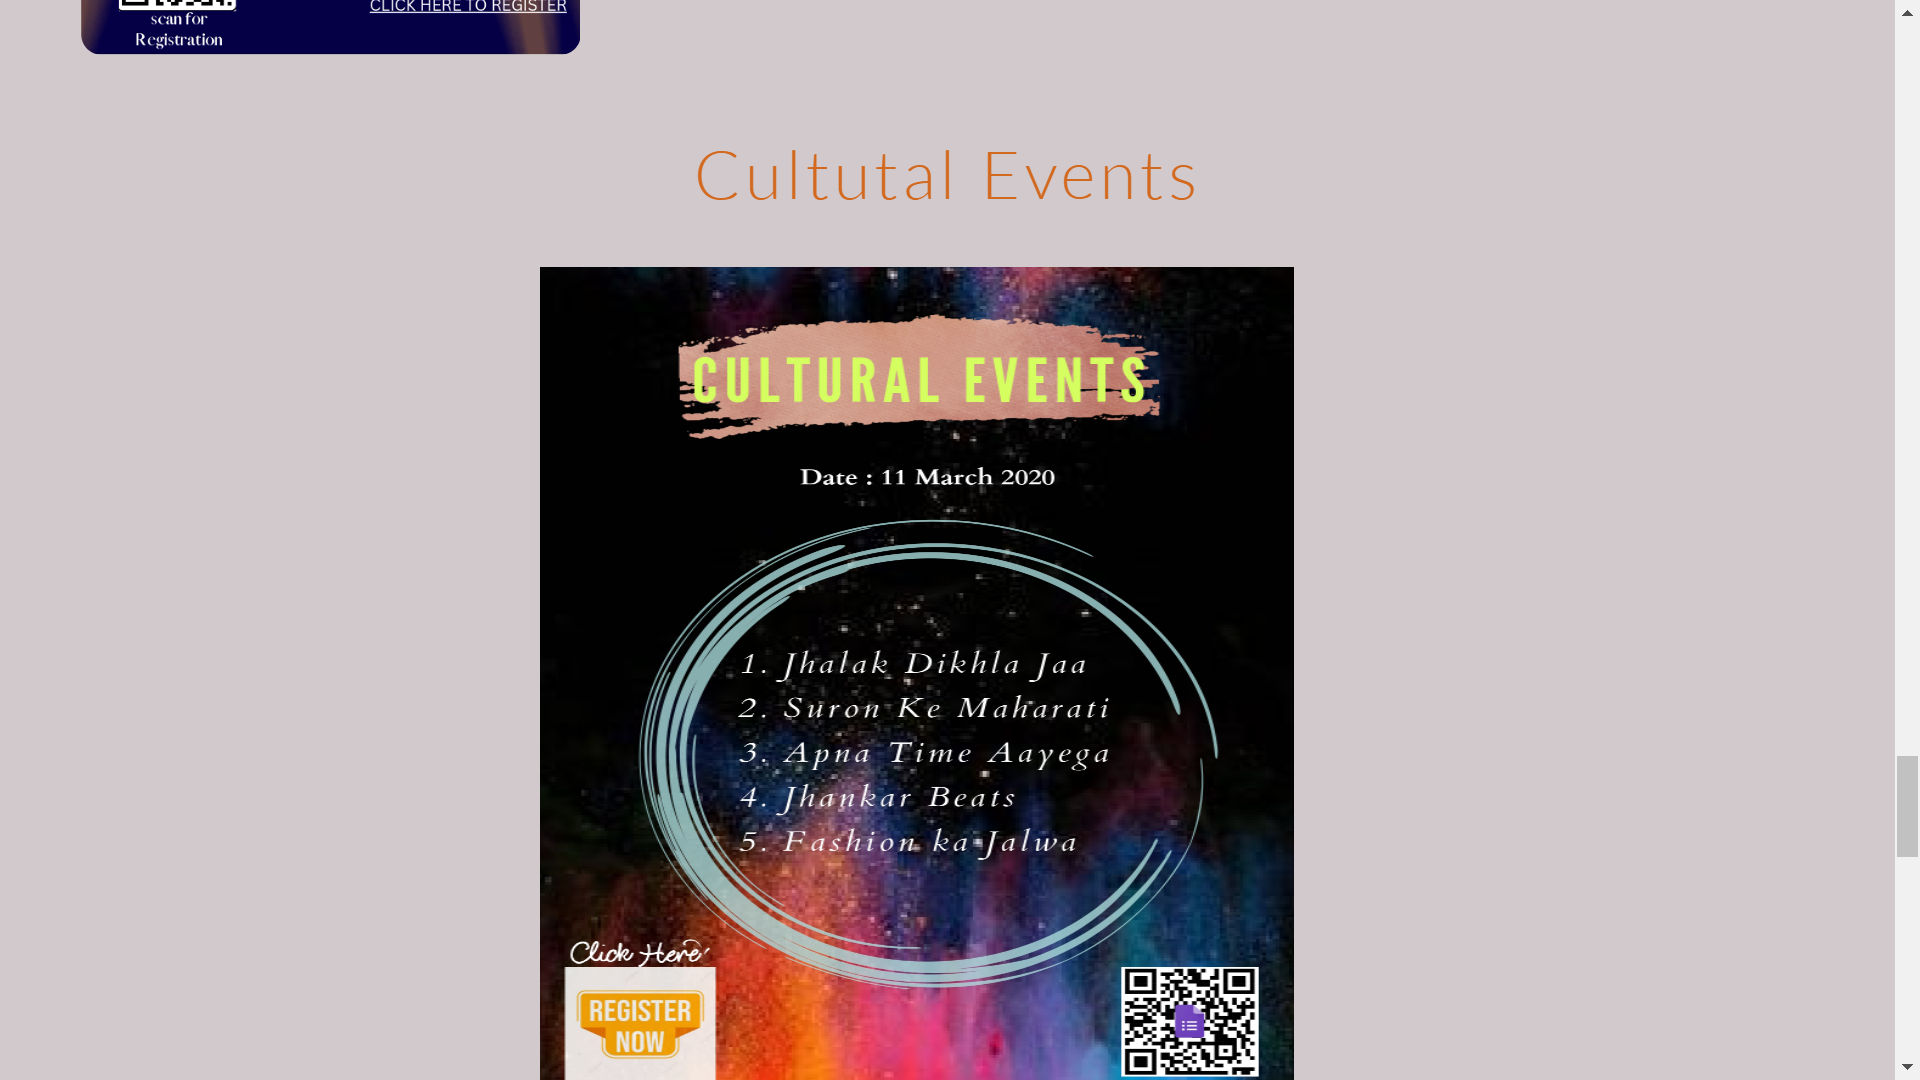 scan for
Registration
CLICK HERE TO REGISTER
Cultutal Events
CULTURAL EVENTS
Date : 11 March 2020
1. Jhalak Dikhla Jaa
2. Suron Ke Maharati
3. Apna Time Aayega
4. Jhankar Beats
5. Fashion ka Jalwa
Click Here
REGISTER
NOW